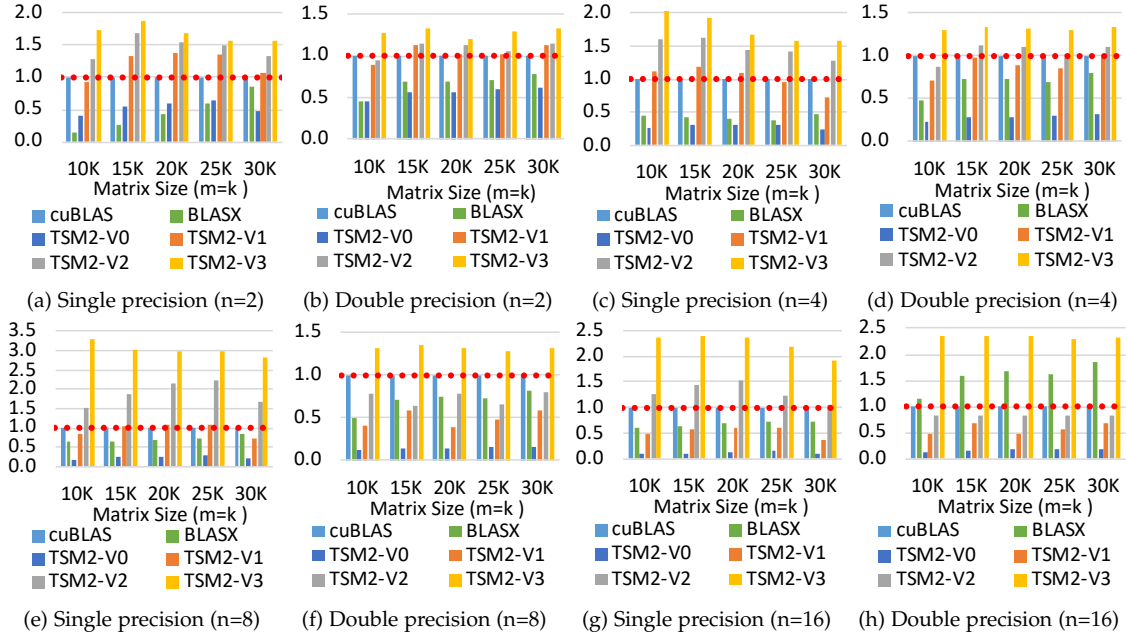 2.0
1.5
1.0
0.5
0.0
10K 15K 20K 25K 30K
Matrix Size (m=k)
cuBLAS BLASX
TSM2-V0 TSM2-V1
TSM2-V2 TSM2-V3
(a) Single precision (n=2)
1.5
1.0
0.5
0.0
10K 15K 20K 25K 30K
Matrix Size (m=k)
cuBLAS BLASX
TSM2-V0 TSM2-V1
TSM2-V2 TSM2-V3
(b) Double precision (n=2)
2.0
1.5
1.0
0.5
0.0
10K 15K 20K 25K 30K
Matrix Size (m=k)
cuBLAS BLASX
TSM2-V0 TSM2-V1
TSM2-V2 TSM2-V3
(c) Single precision (n=4)
1.5
1.0
0.5
0.0
10K 15K 20K 25K 30K
Matrix Size (m=k)
cuBLAS BLASX
TSM2-V0 TSM2-V1
TSM2-V2 TSM2-V3
(d) Double precision (n=4)
3.5
3.0
2.5
2.0
1.5
1.0
0.5
0.0
10K 15K 20K 25K 30K
Matrix Size (m=k)
cuBLAS BLASX
TSM2-V0 TSM2-V1
TSM2-V2 TSM2-V3
(e) Single precision (n=8)
1.5
1.0
0.5
0.0
10K 15K 20K 25K 30K
Matrix Size (m=k)
cuBLAS BLASX
TSM2-V0 TSM2-V1
TSM2-V2 TSM2-V3
(f) Double precision (n=8)
2.5
2.0
1.5
1.0
0.5
0.0
10K 15K 20K 25K 30K
Matrix Size (m=k)
cuBLAS BLASX
TSM2-V0 TSM2-V1
TSM2-V2 TSM2-V3
(g) Single precision (n=16)
2.5
2.0
1.5
1.0
0.5
0.0
10K 15K 20K 25K 30K
Matrix Size (m=k)
cuBLAS BLASX
TSM2-V0 TSM2-V1
TSM2-V2 TSM2-V3
(h) Double precision (n=16)